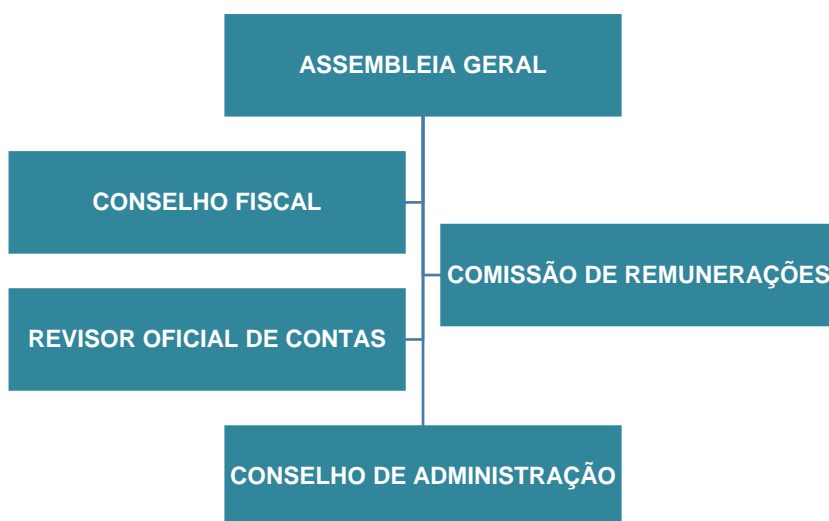 ASSEMBLEIA GERAL
CONSELHO FISCAL
COMISSÃO DE REMUNERAÇÕES
REVISOR OFICIAL DE CONTAS
CONSELHO DE ADMINISTRAÇÃO